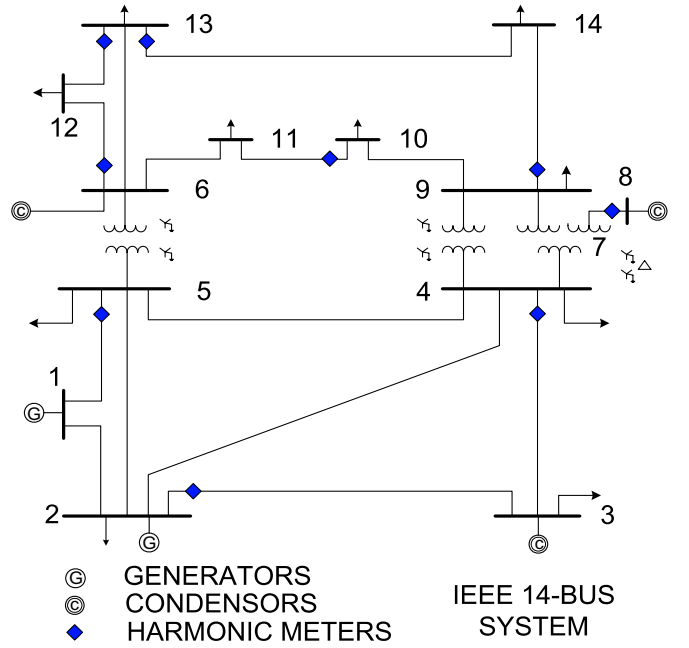 13
14
12
11
10
6
9
8
C
C
7
5
4
1
G
2
3
G
C
G GENERATORS
C CONDENSORS
HARMONIC METERS
IEEE 14-BUS
SYSTEM